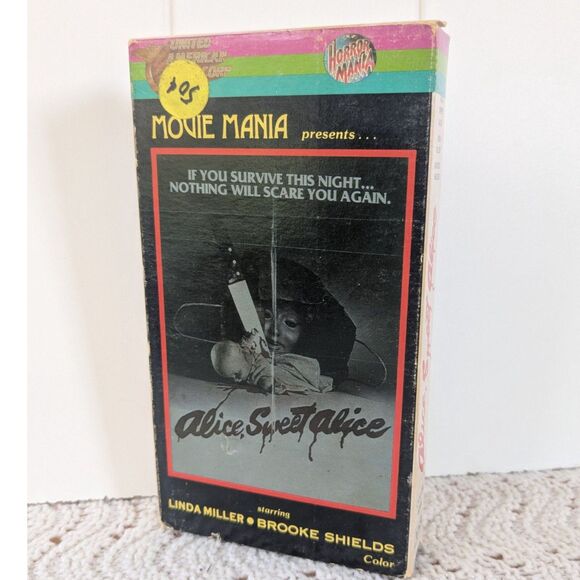 UNITED
AMERICAN
HORROR
MANIA
50¢
MOVIE MANIA presents...
IF YOU SURVIVE THIS NIGHT...
NOTHING WILL SCARE YOU AGAIN.
Alice, Sweet Alice
starring
LINDA MILLER • BROOKE SHIELDS
Color